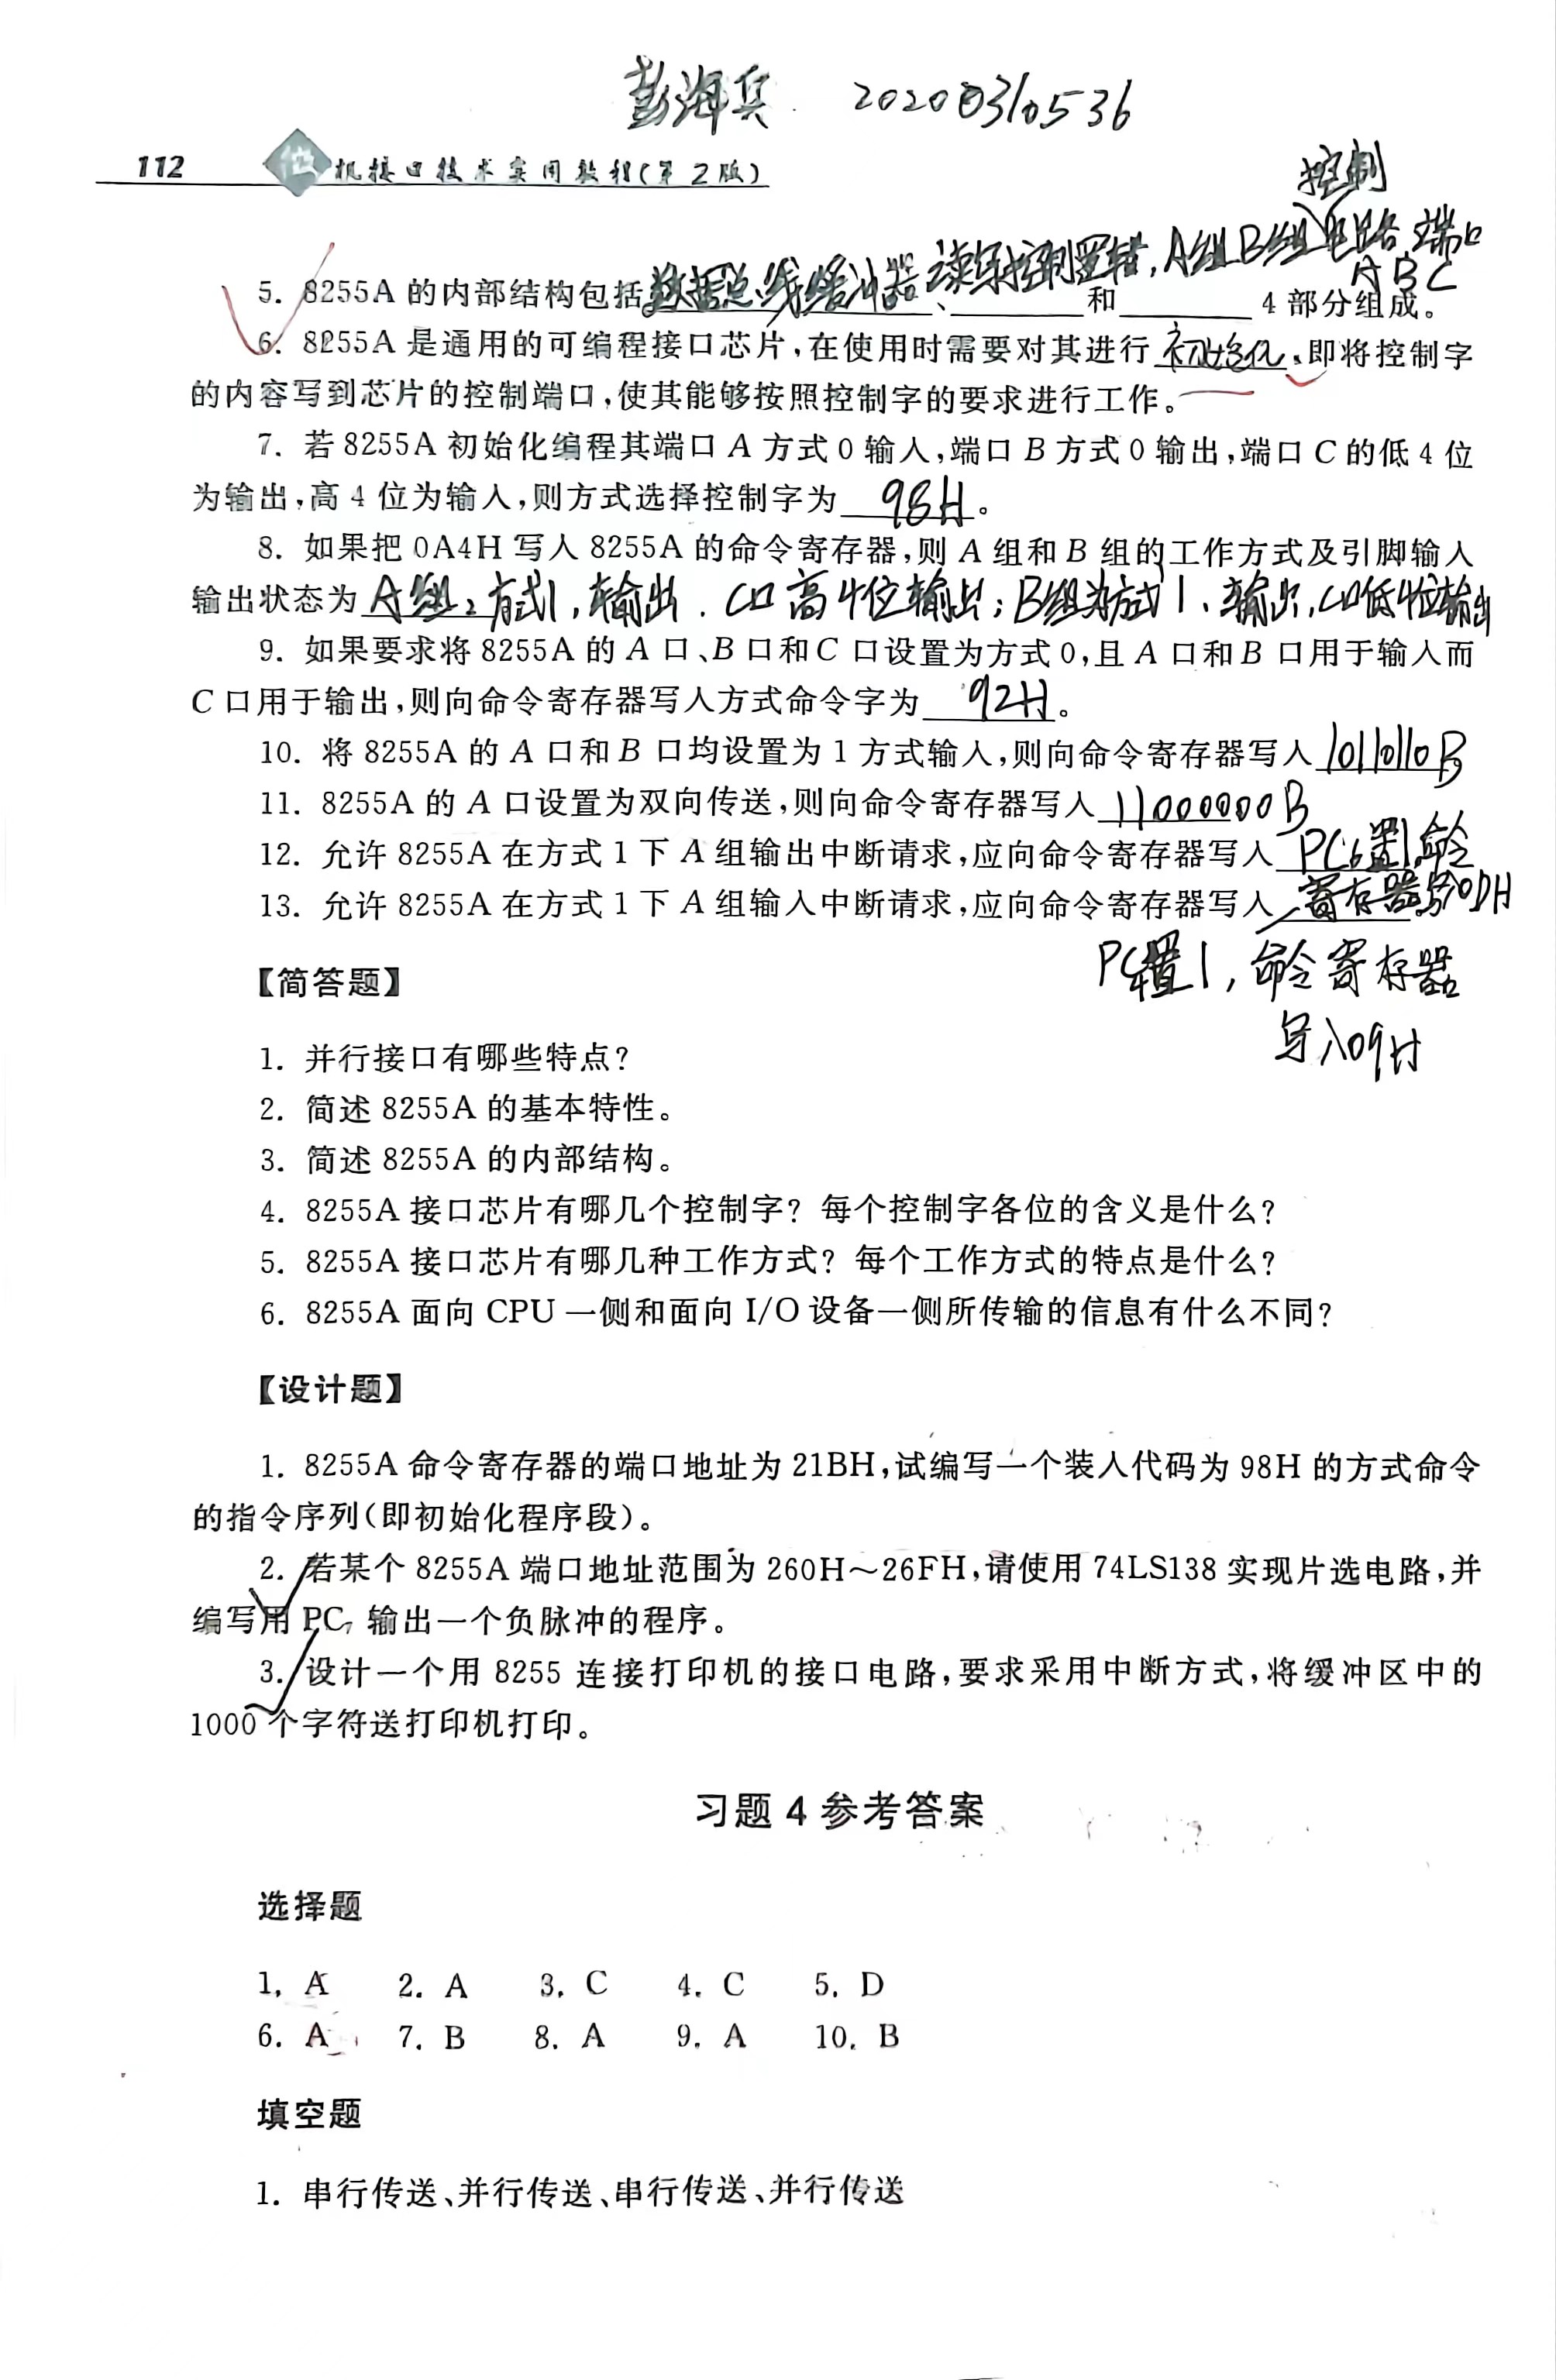 彭海兵 20200310536
112 微机接口技术实用教程(第2版)
控制
数据总线缓冲器 读写控制逻辑,A组B组电路 端口
A B C
5. 8255A 的内部结构包括____、____和____4 部分组成。
6. 8255A 是通用的可编程接口芯片,在使用时需要对其进行 初始化,即将控制字
的内容写到芯片的控制端口,使其能够按照控制字的要求进行工作。
7. 若 8255A 初始化编程其端口 A 方式 0 输入,端口 B 方式 0 输出,端口 C 的低 4 位
为输出,高 4 位为输入,则方式选择控制字为 98H 。
8. 如果把 0A4H 写入 8255A 的命令寄存器,则 A 组和 B 组的工作方式及引脚输入
输出状态为 A组:方式1,输出.C口高4位输出;B组为方式1、输出,C口低4位输出
9. 如果要求将 8255A 的 A 口、B 口和 C 口设置为方式 0,且 A 口和 B 口用于输入而
C 口用于输出,则向命令寄存器写入方式命令字为 92H 。
10. 将 8255A 的 A 口和 B 口均设置为 1 方式输入,则向命令寄存器写入 10110110B
11. 8255A 的 A 口设置为双向传送,则向命令寄存器写入 11000000B
12. 允许 8255A 在方式 1 下 A 组输出中断请求,应向命令寄存器写入 PC6置1,命令
寄存器写0DH
13. 允许 8255A 在方式 1 下 A 组输入中断请求,应向命令寄存器写入____。
PC4置1,命令寄存器
写入09H
【简答题】
1. 并行接口有哪些特点?
2. 简述 8255A 的基本特性。
3. 简述 8255A 的内部结构。
4. 8255A 接口芯片有哪几个控制字? 每个控制字各位的含义是什么?
5. 8255A 接口芯片有哪几种工作方式? 每个工作方式的特点是什么?
6. 8255A 面向 CPU 一侧和面向 I/O 设备一侧所传输的信息有什么不同?
【设计题】
1. 8255A 命令寄存器的端口地址为 21BH,试编写一个装入代码为 98H 的方式命令
的指令序列(即初始化程序段)。
2. 若某个 8255A 端口地址范围为 260H~26FH,请使用 74LS138 实现片选电路,并
编写用 PC₇ 输出一个负脉冲的程序。
3. 设计一个用 8255 连接打印机的接口电路,要求采用中断方式,将缓冲区中的
1000 个字符送打印机打印。
习题 4 参考答案
选择题
1. A 2. A 3. C 4. C 5. D
6. A 7. B 8. A 9. A 10. B
填空题
1. 串行传送、并行传送、串行传送、并行传送